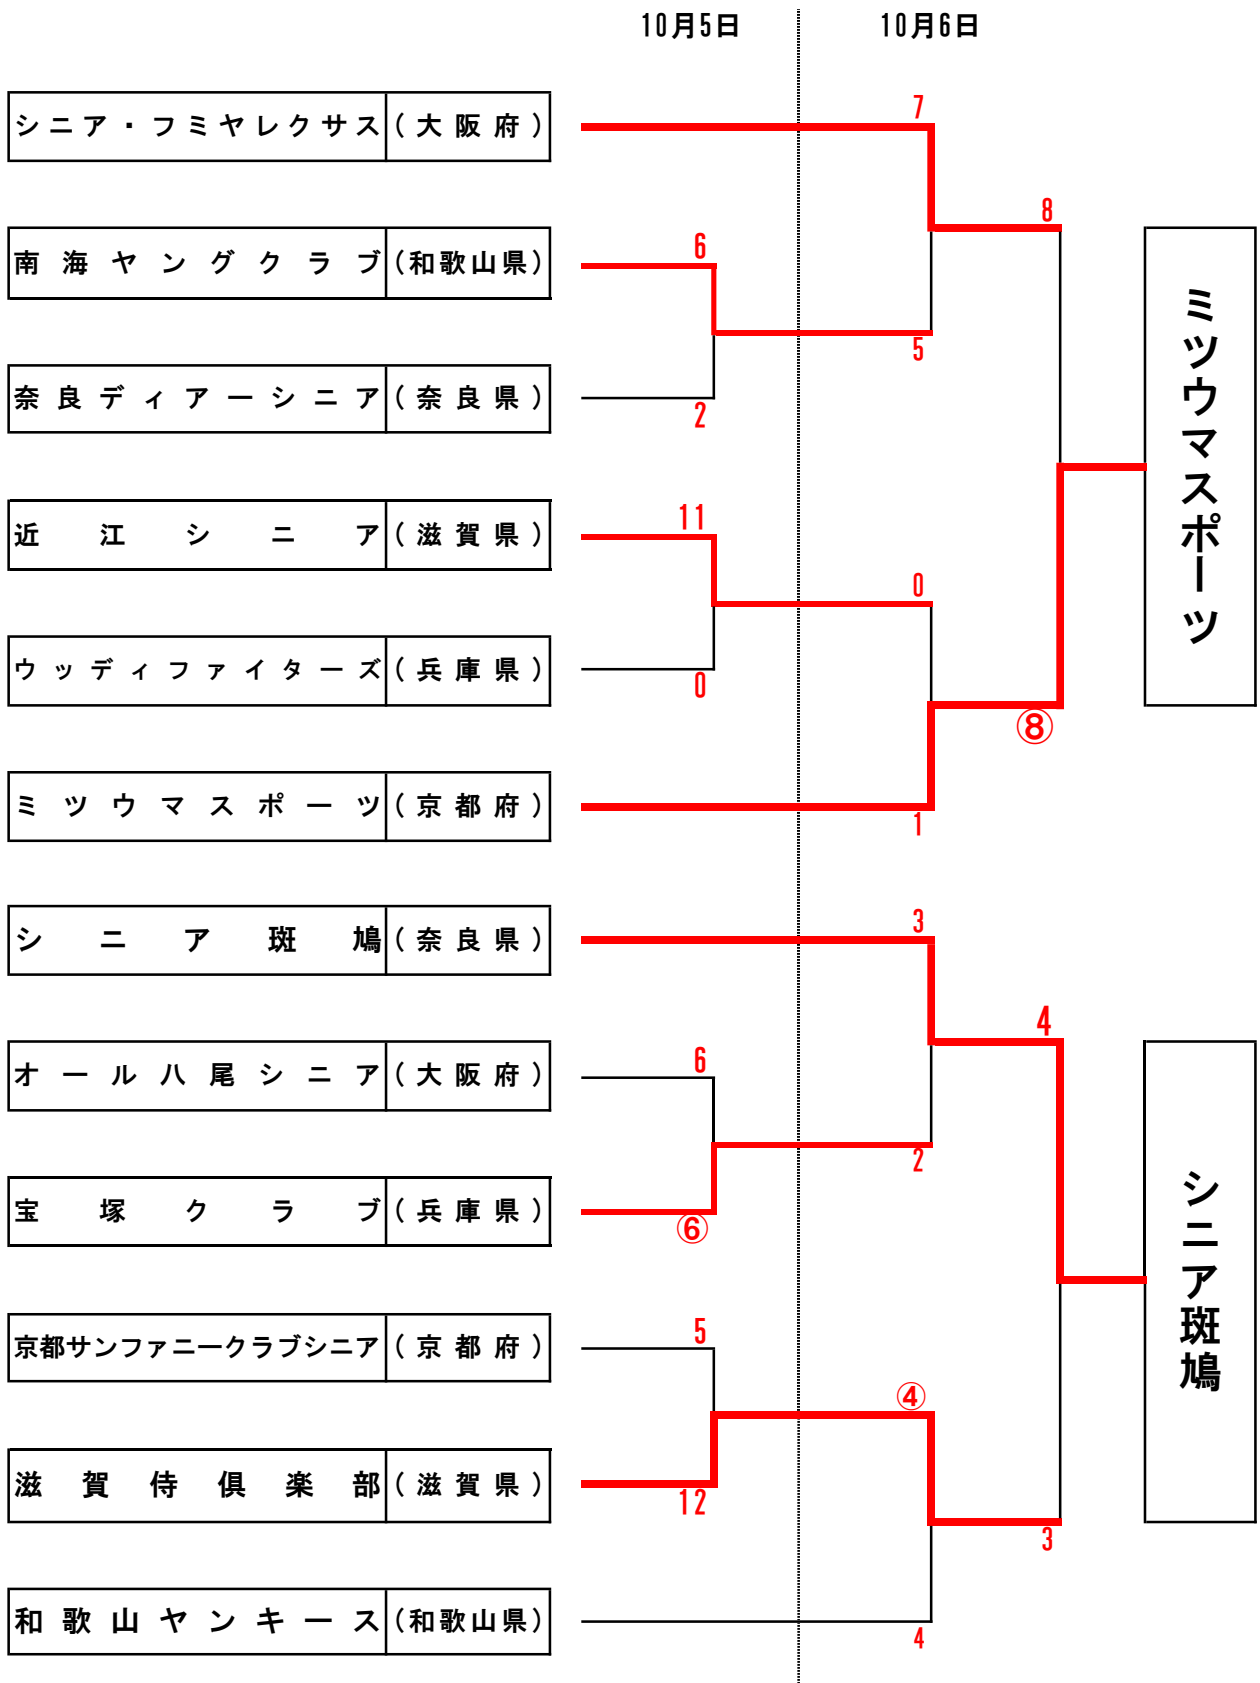 10月5日 10月6日
シニア・フミヤレクサス (大阪府)
7
8
南海ヤングクラブ (和歌山県)
6
5
奈良ディアーシニア (奈良県)
2
ミツウマスポーツ
近江シニア (滋賀県)
11
0
ウッディファイターズ (兵庫県)
0
⑧
ミツウマスポーツ (京都府)
1
シニア斑鳩 (奈良県)
3
4
オール八尾シニア (大阪府)
6
2
宝塚クラブ (兵庫県)
⑥
シニア斑鳩
京都サンファニークラブシニア (京都府)
5
④
滋賀侍倶楽部 (滋賀県)
12
3
和歌山ヤンキース (和歌山県)
4